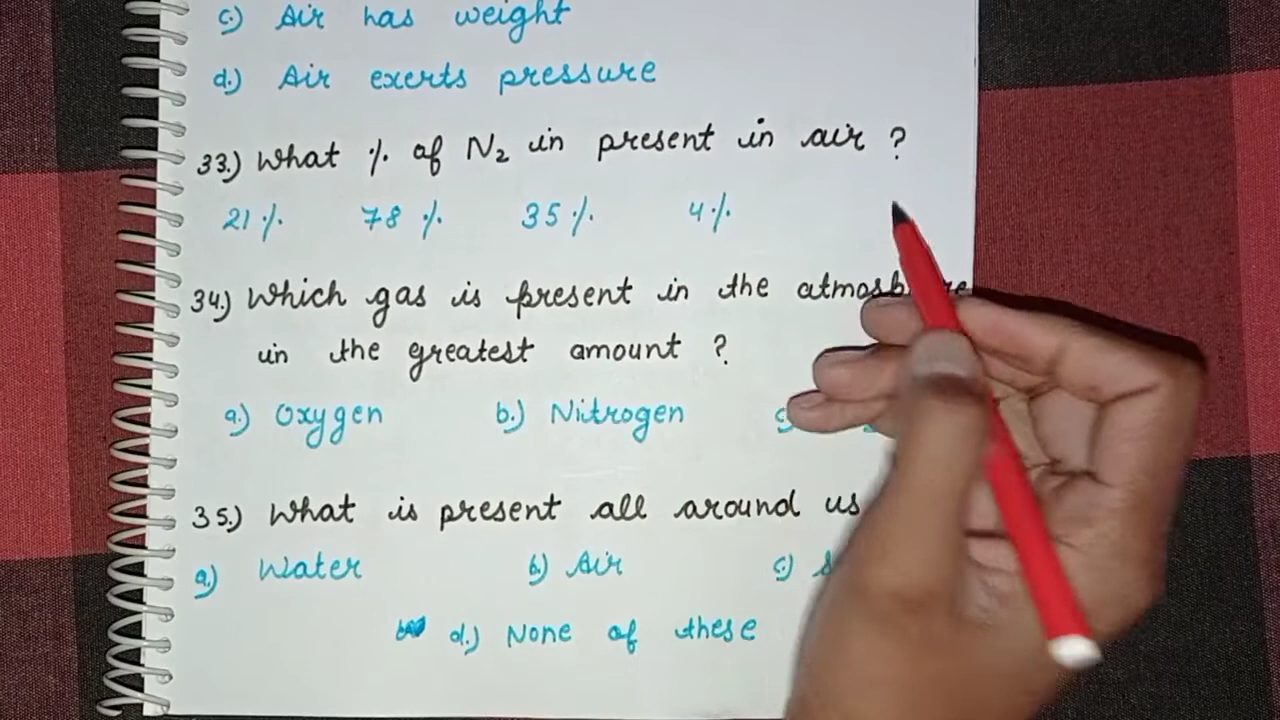 c.) Air has weight
d.) Air exerts pressure
33.) What % of N2 in present in air ?
21% 78% 35% 4%
34.) Which gas is present in the
in the greatest amount ?
a.) Oxygen b.) Nitrogen
35.) What is present all around us
a) Water b.) Air c.)
d.) None of these